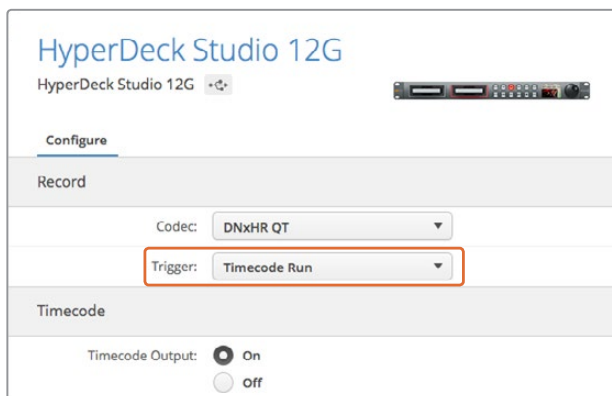 HyperDeck Studio 12G
HyperDeck Studio 12G
Configure
Record
Codec: DNxHR QT
Trigger: Timecode Run
Timecode
Timecode Output: On
Off